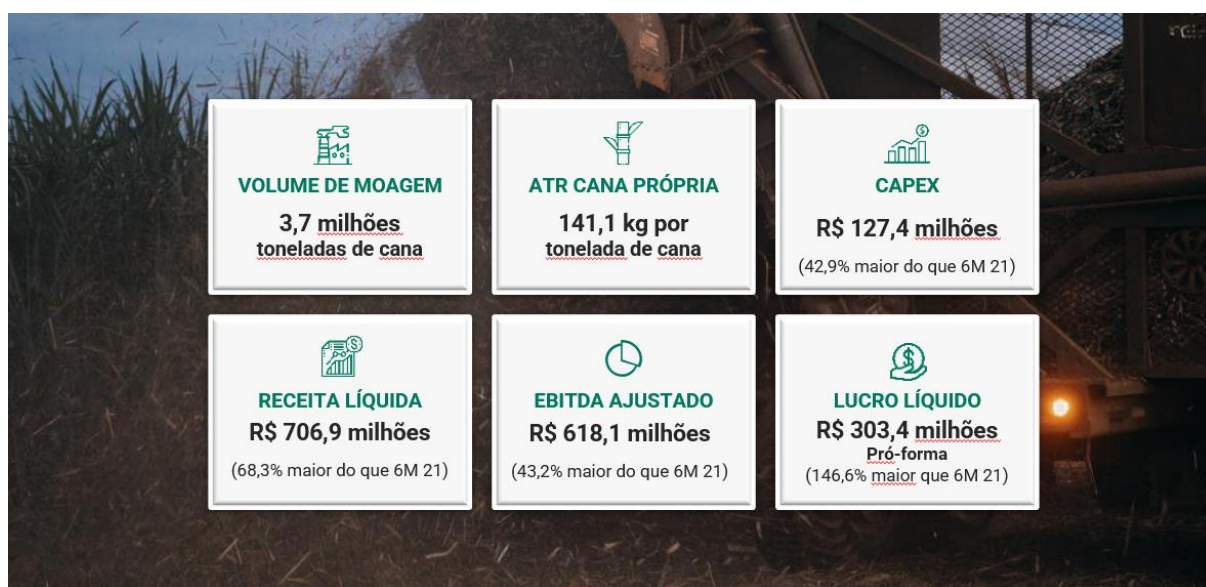 VOLUME DE MOAGEM
3,7 milhões
toneladas de cana
ATR CANA PRÓPRIA
141,1 kg por
tonelada de cana
CAPEX
R$ 127,4 milhões
(42,9% maior do que 6M 21)
RECEITA LÍQUIDA
R$ 706,9 milhões
(68,3% maior do que 6M 21)
EBITDA AJUSTADO
R$ 618,1 milhões
(43,2% maior do que 6M 21)
LUCRO LÍQUIDO
R$ 303,4 milhões
Pró-forma
(146,6% maior que 6M 21)